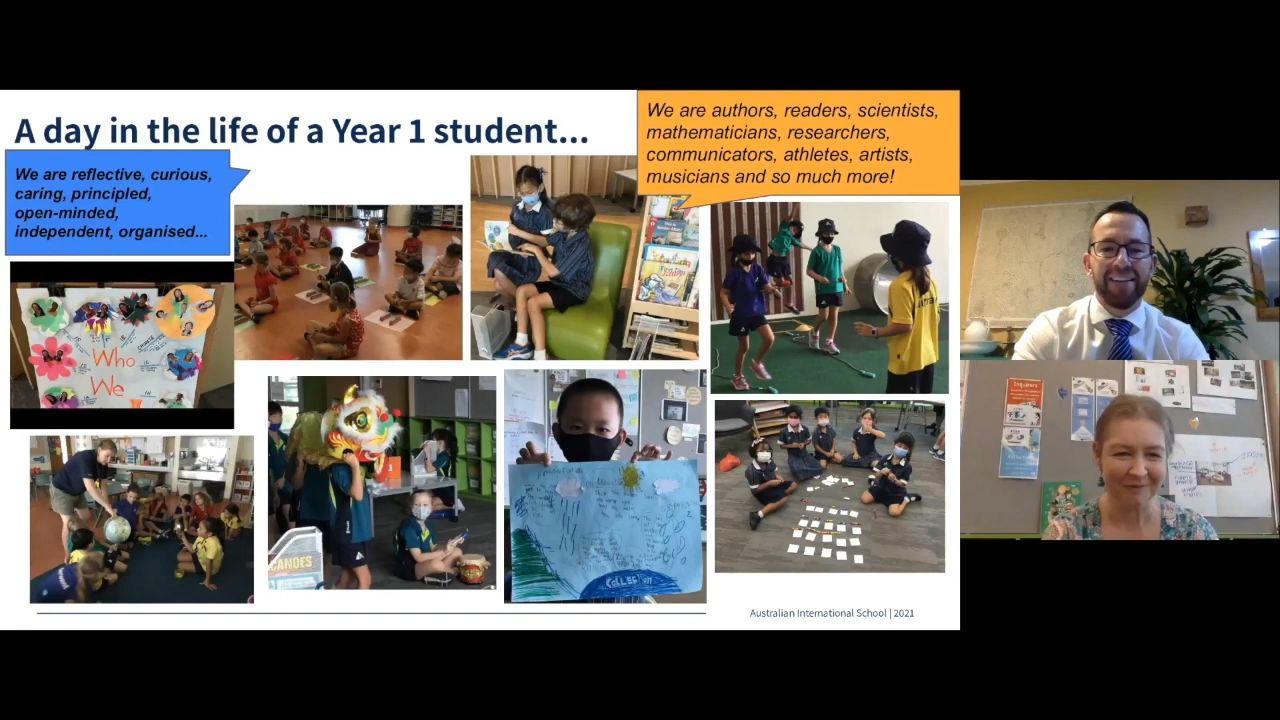 A day in the life of a Year 1 student...
We are authors, readers, scientists,
mathematicians, researchers,
communicators, athletes, artists,
musicians and so much more!
We are reflective, curious,
caring, principled,
open-minded,
independent, organised...
Who
We
CANDES
Australian International School | 2021